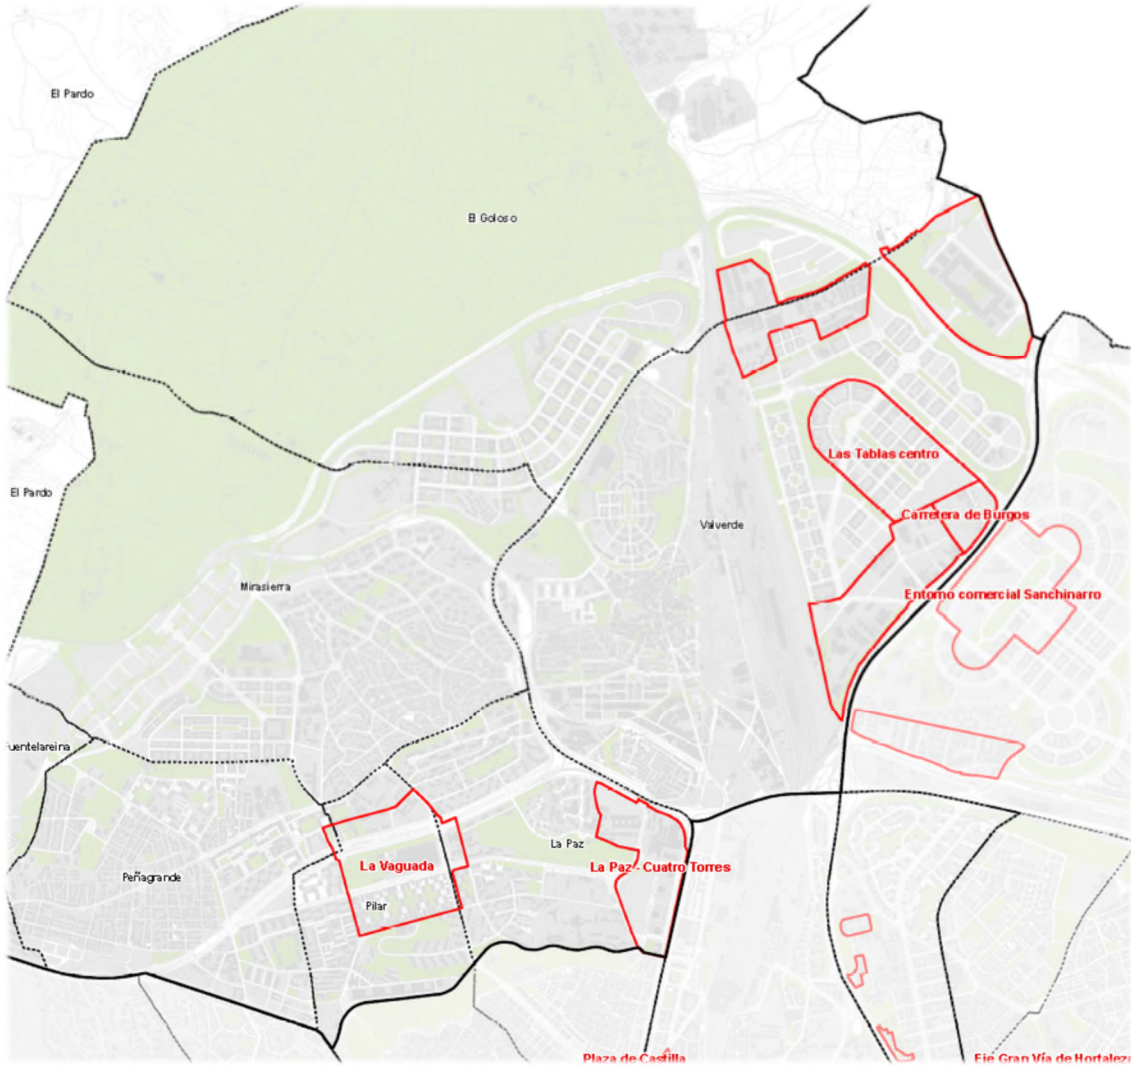 El Pardo
El Goloso
Las Tablas centro
El Pardo
Carretera de Burgos
Valverde
Mirasierra
Entorno comercial Sanchinarro
Fuentelareina
La Paz
La Vaguada
La Paz - Cuatro Torres
Peñagrande
Pilar
Plaza de Castilla
Eje Gran Vía de Hortaleza